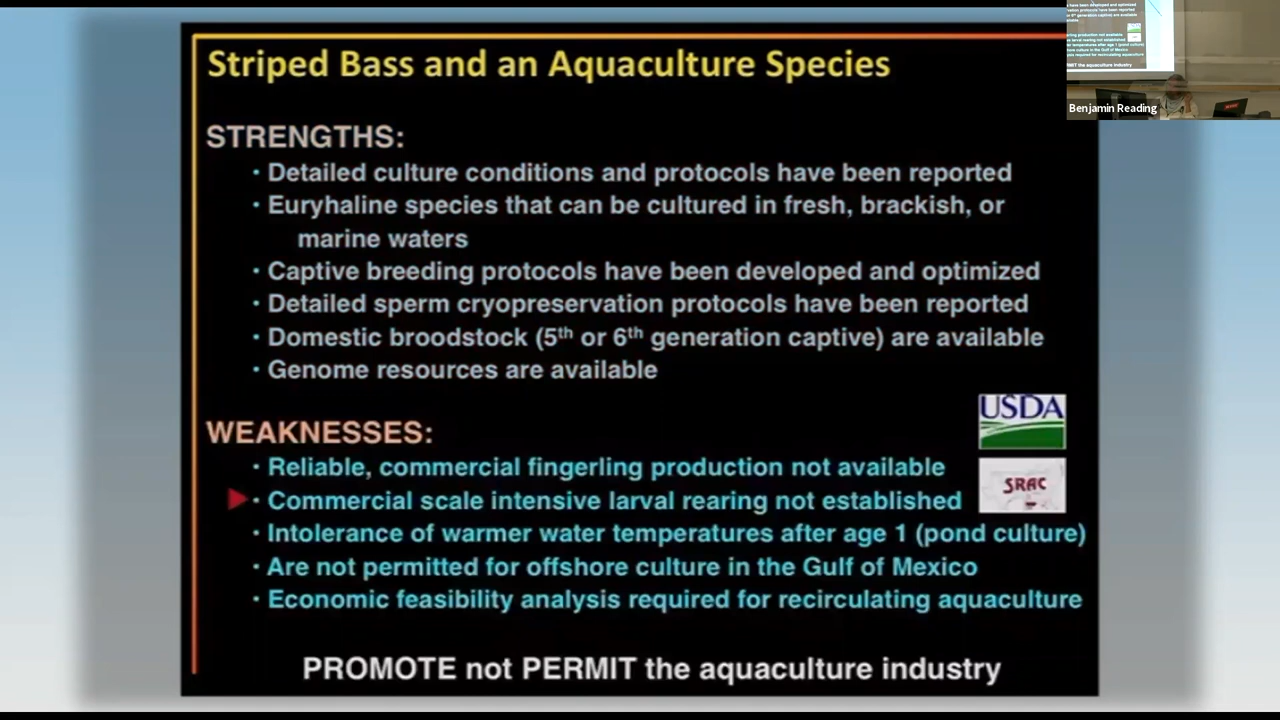 Striped Bass as an Aquaculture Species
STRENGTHS:
· Detailed culture conditions and protocols have been reported
· Euryhaline species that can be cultured in fresh, brackish, or
marine waters
· Captive breeding protocols have been developed and optimized
· Detailed sperm cryopreservation protocols have been reported
· Domestic broodstock (5th or 6th generation captive) are available
· Genome resources are available
WEAKNESSES:
· Reliable, commercial fingerling production not available
· Commercial scale intensive larval rearing not established
· Intolerance of warmer water temperatures after age 1 (pond culture)
· Are not permitted for offshore culture in the Gulf of Mexico
· Economic feasibility analysis required for recirculating aquaculture
PROMOTE not PERMIT the aquaculture industry
USDA
SRAC
Benjamin Reading